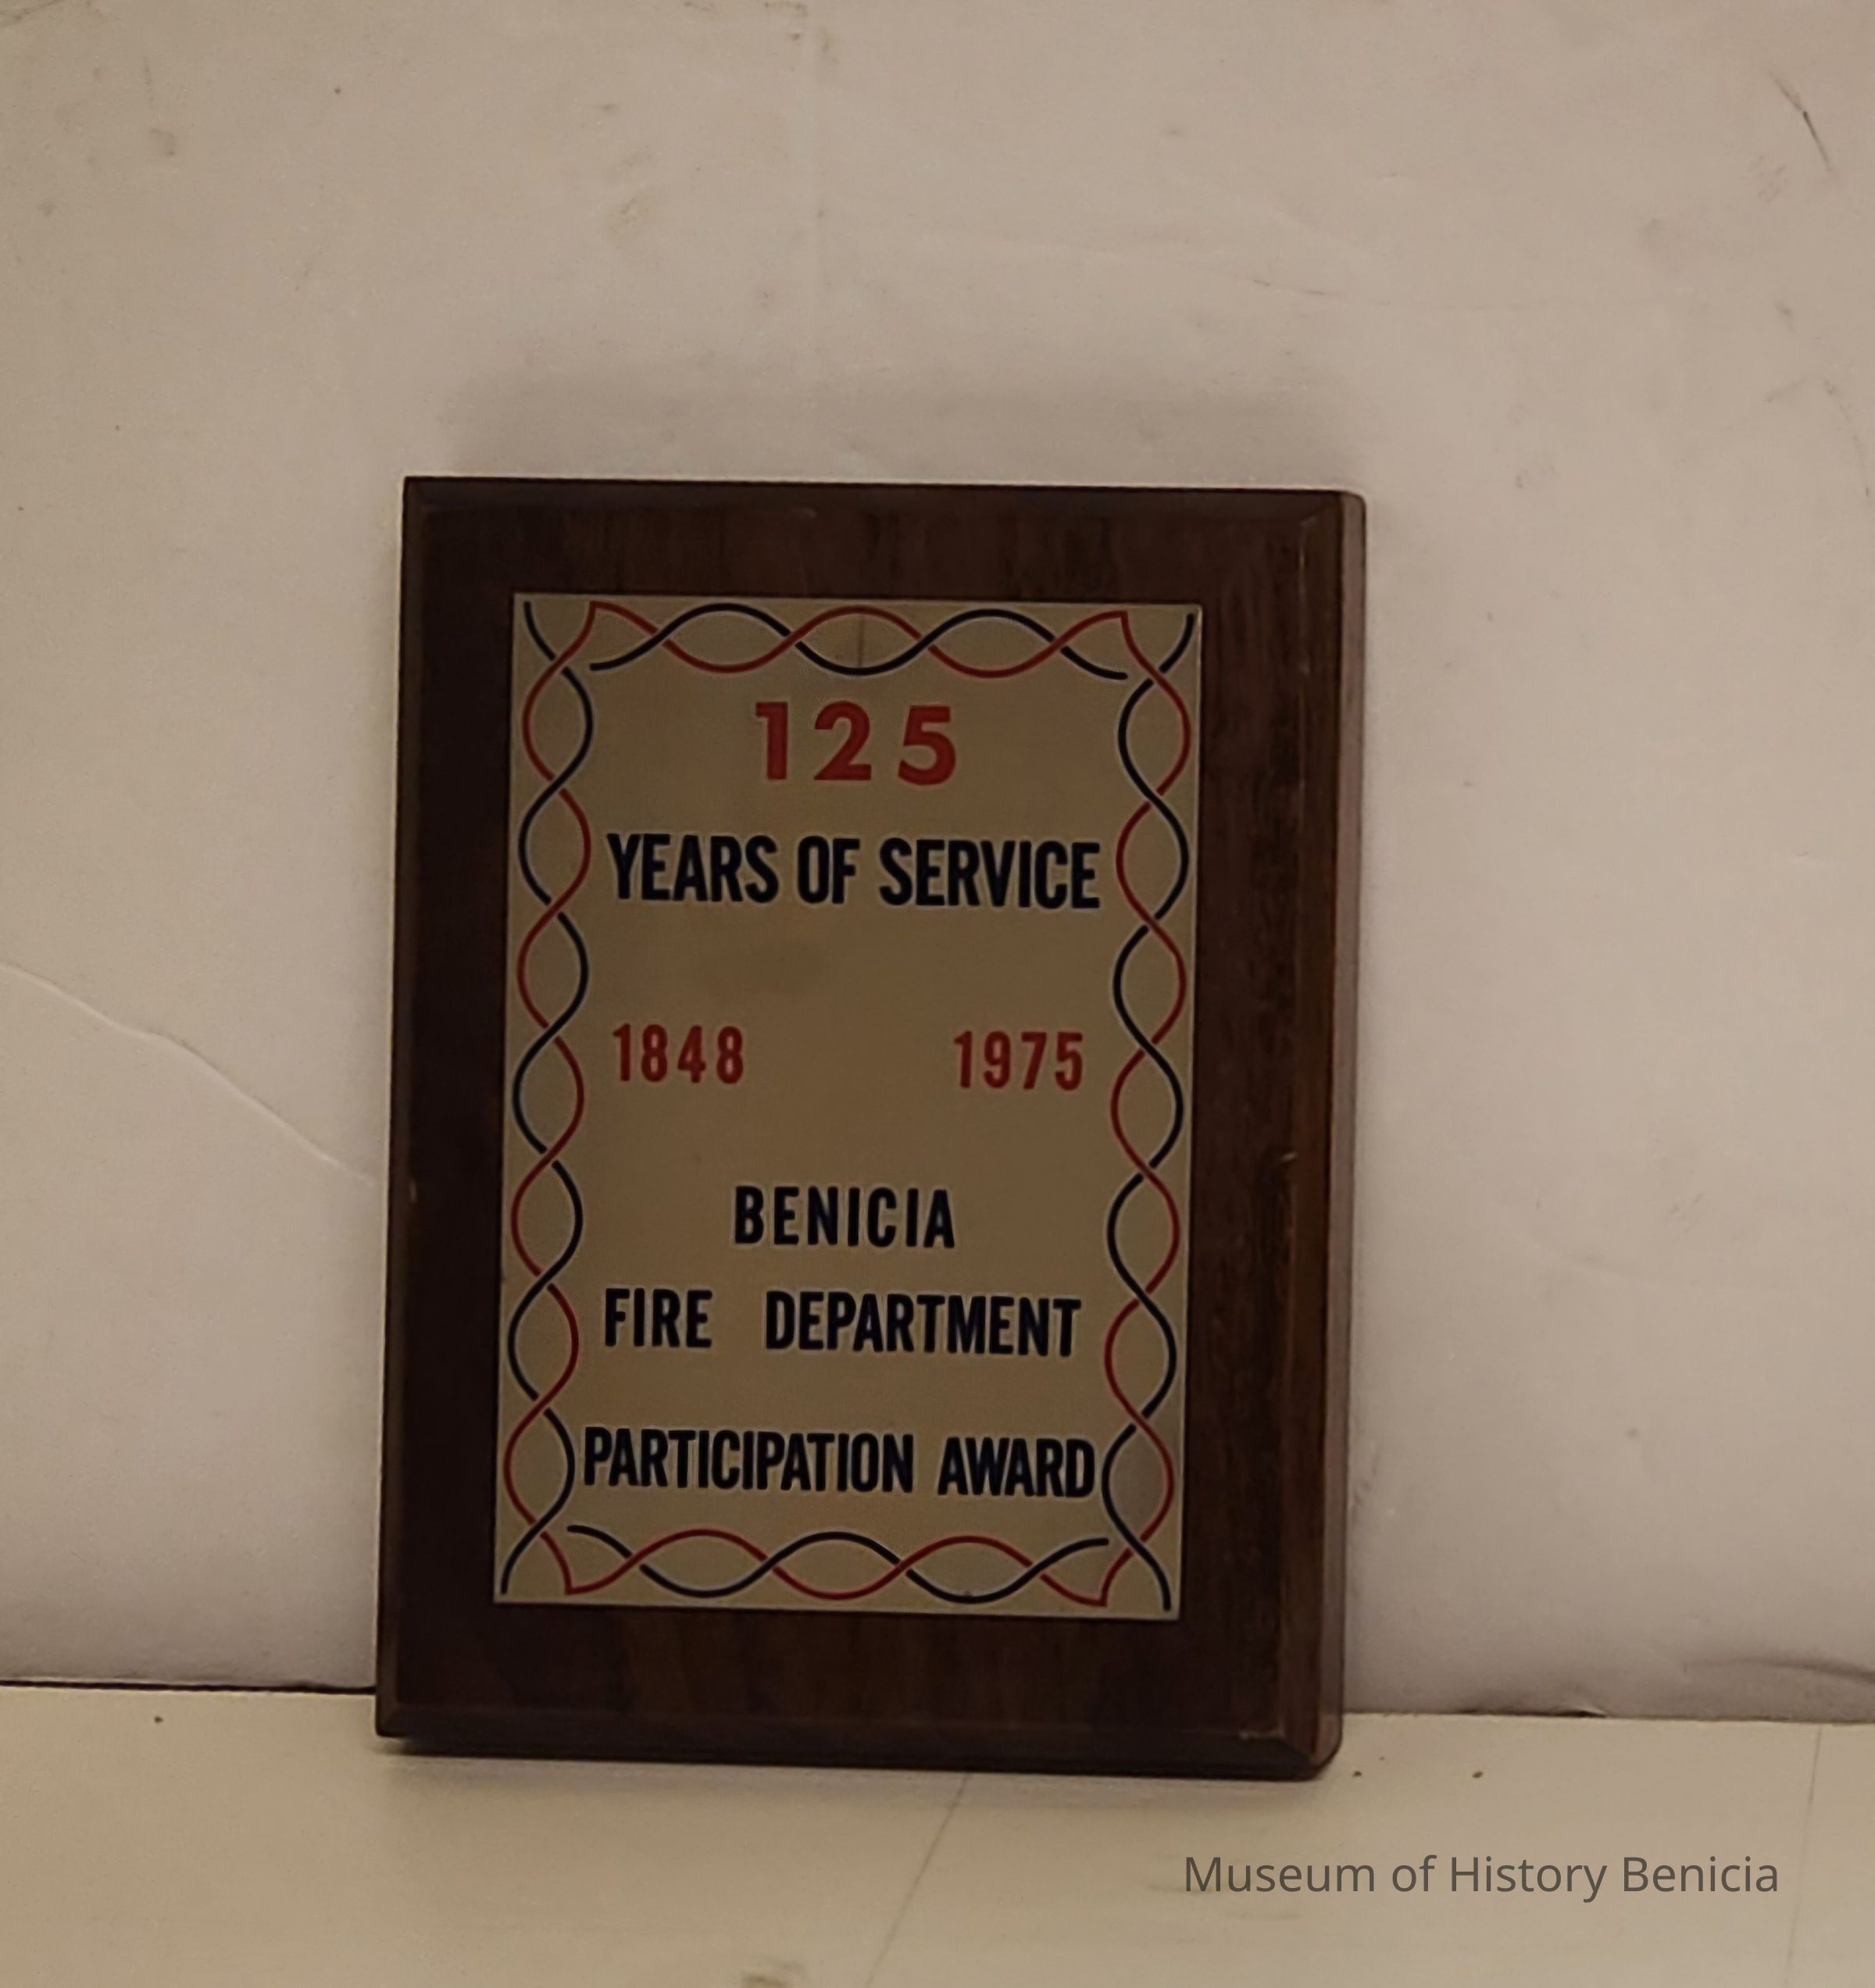 125
YEARS OF SERVICE
1848 1975
BENICIA
FIRE DEPARTMENT
PARTICIPATION AWARD
Museum of History Benicia